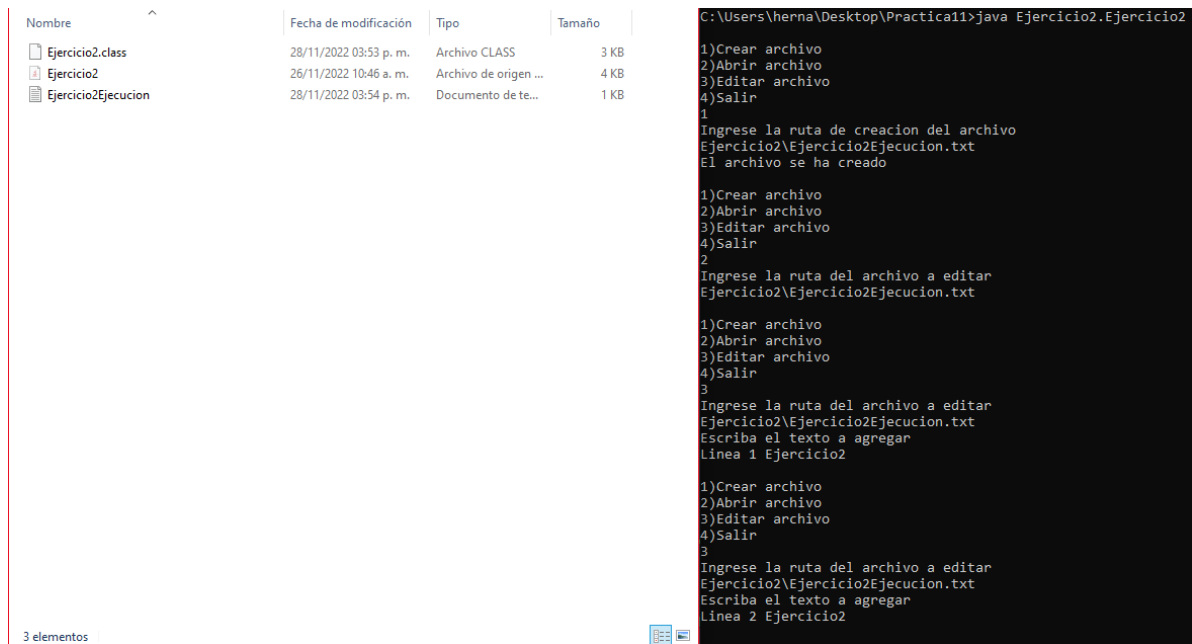 Nombre Fecha de modificación Tipo Tamaño
Ejercicio2.class 28/11/2022 03:53 p. m. Archivo CLASS 3 KB
Ejercicio2 26/11/2022 10:46 a. m. Archivo de origen ... 4 KB
Ejercicio2Ejecucion 28/11/2022 03:54 p. m. Documento de te... 1 KB
3 elementos
C:\Users\herna\Desktop\Practica11>java Ejercicio2.Ejercicio2
1)Crear archivo
2)Abrir archivo
3)Editar archivo
4)Salir
1
Ingrese la ruta de creacion del archivo
Ejercicio2\Ejercicio2Ejecucion.txt
El archivo se ha creado
1)Crear archivo
2)Abrir archivo
3)Editar archivo
4)Salir
2
Ingrese la ruta del archivo a editar
Ejercicio2\Ejercicio2Ejecucion.txt
1)Crear archivo
2)Abrir archivo
3)Editar archivo
4)Salir
3
Ingrese la ruta del archivo a editar
Ejercicio2\Ejercicio2Ejecucion.txt
Escriba el texto a agregar
Linea 1 Ejercicio2
1)Crear archivo
2)Abrir archivo
3)Editar archivo
4)Salir
3
Ingrese la ruta del archivo a editar
Ejercicio2\Ejercicio2Ejecucion.txt
Escriba el texto a agregar
Linea 2 Ejercicio2